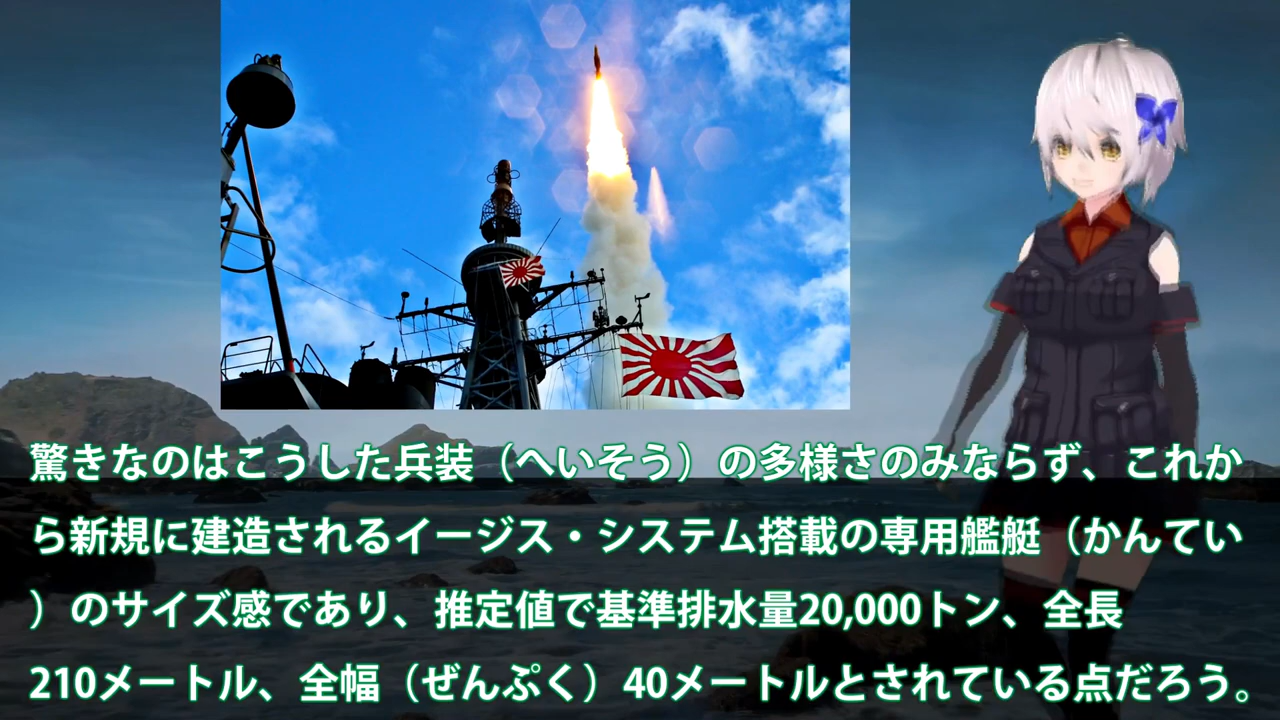 驚きなのはこうした兵装（へいそう）の多様さのみならず、これか
ら新規に建造されるイージス・システム搭載の専用艦艇（かんてい
）のサイズ感であり、推定値で基準排水量20,000トン、全長
210メートル、全幅（ぜんぷく）40メートルとされている点だろう。